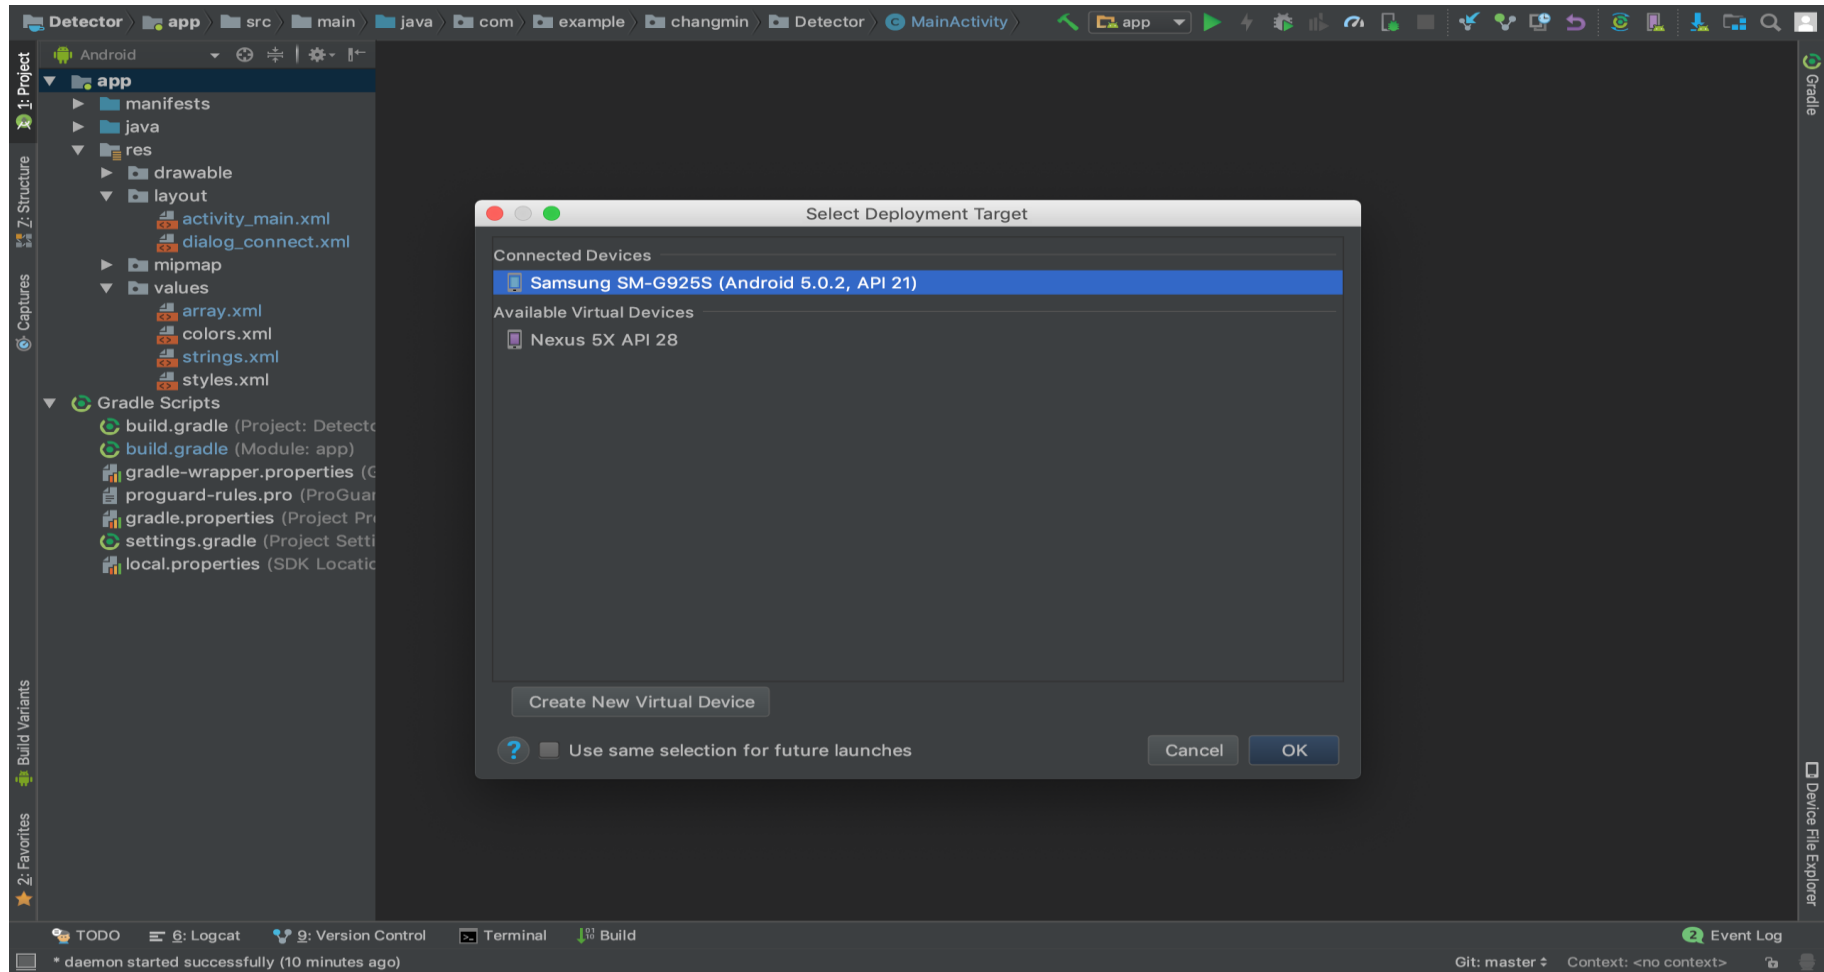 Detector app src main java com example changmin Detector MainActivity
app
1: Project
Z: Structure
Captures
Build Variants
2: Favorites
Android
app
manifests
java
res
drawable
layout
activity_main.xml
dialog_connect.xml
mipmap
values
array.xml
colors.xml
strings.xml
styles.xml
Gradle Scripts
build.gradle (Project: Detecto
build.gradle (Module: app)
gradle-wrapper.properties (G
proguard-rules.pro (ProGuar
gradle.properties (Project Pr
settings.gradle (Project Setti
local.properties (SDK Locatic
Select Deployment Target
Connected Devices
Samsung SM-G925S (Android 5.0.2, API 21)
Available Virtual Devices
Nexus 5X API 28
Create New Virtual Device
? Use same selection for future launches
Cancel OK
Gradle
Device File Explorer
TODO 6: Logcat 9: Version Control Terminal Build
2 Event Log
* daemon started successfully (10 minutes ago)
Git: master Context: <no context>